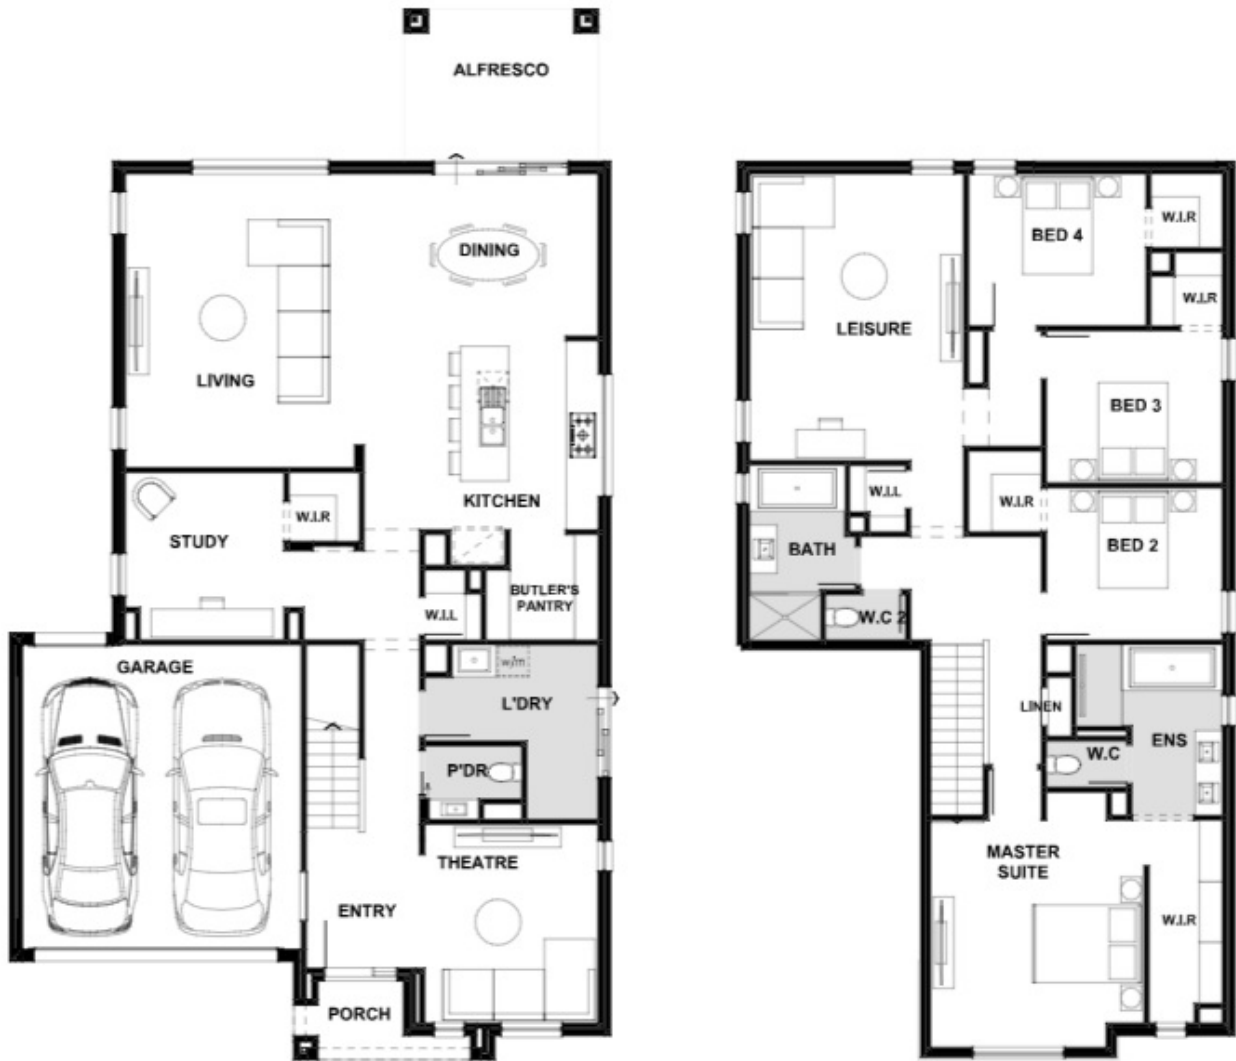 ALFRESCO
DINING
LIVING
KITCHEN
W.I.R
STUDY
BUTLER'S
PANTRY
W.I.L
GARAGE
w/m
L'DRY
P'DR
THEATRE
ENTRY
PORCH
W.I.R
BED 4
W.I.R
LEISURE
BED 3
W.I.L
W.I.R
BATH
BED 2
W.C 2
LINEN
W.C
ENS
MASTER
SUITE
W.I.R